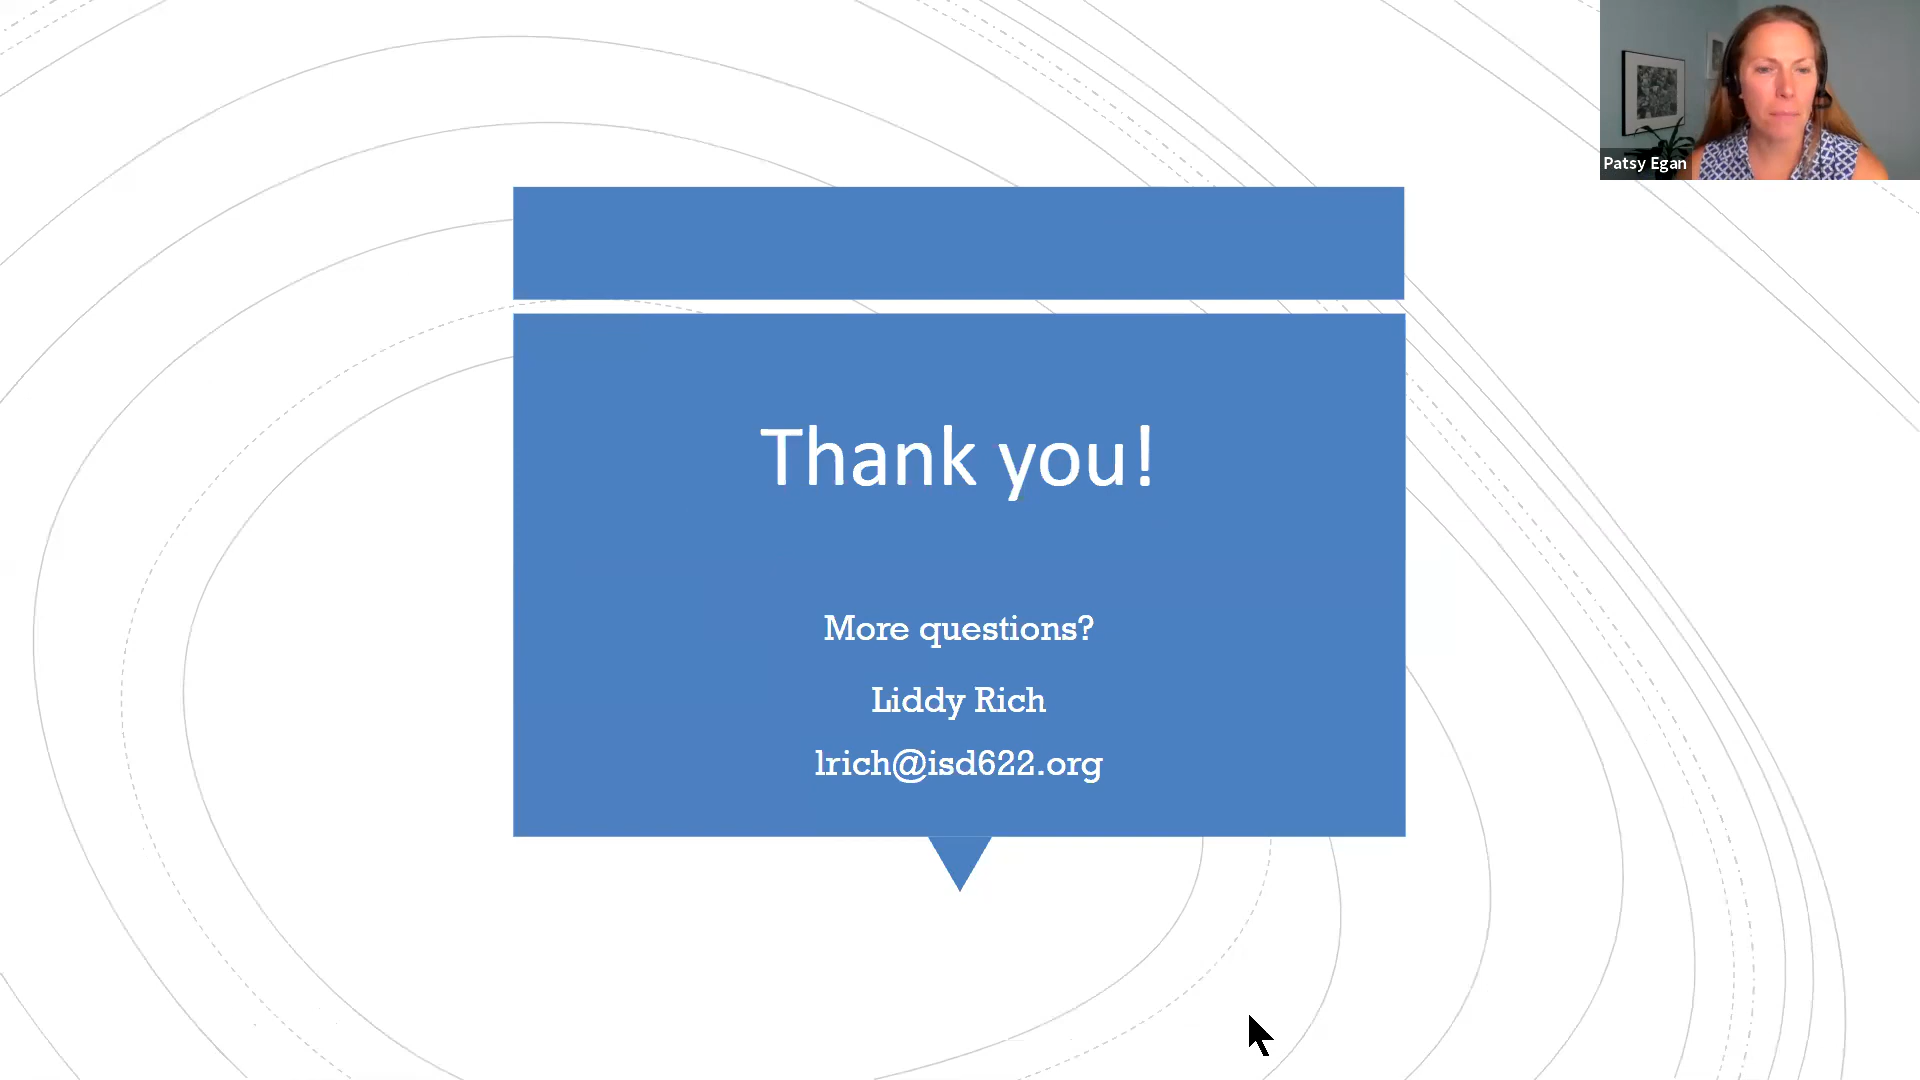 Patsy Egan
Thank you!
More questions?
Liddy Rich
lrich@isd622.org